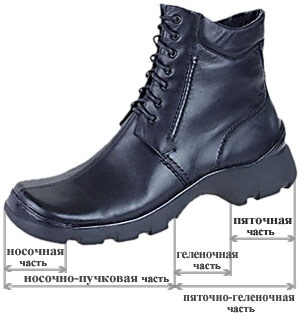 пяточная
часть
носочная
часть
геленочная
часть
носочно-пучковая часть
пяточно-геленочная
часть